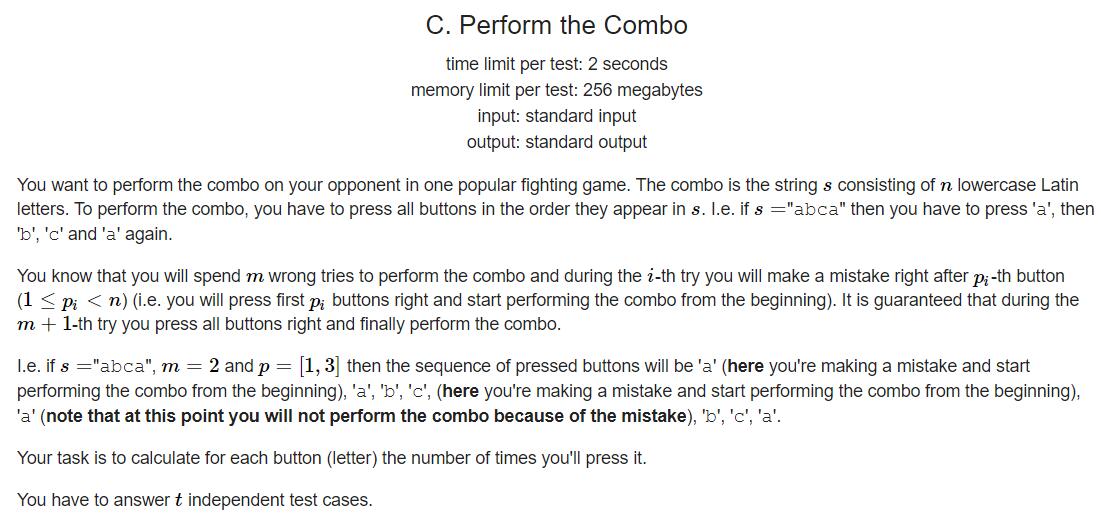 C. Perform the Combo
time limit per test: 2 seconds
memory limit per test: 256 megabytes
input: standard input
output: standard output
You want to perform the combo on your opponent in one popular fighting game. The combo is the string s consisting of n lowercase Latin
letters. To perform the combo, you have to press all buttons in the order they appear in s. I.e. if s ="abca" then you have to press 'a', then
'b', 'c' and 'a' again.
You know that you will spend m wrong tries to perform the combo and during the i-th try you will make a mistake right after p_i-th button
(1 ≤ p_i < n) (i.e. you will press first p_i buttons right and start performing the combo from the beginning). It is guaranteed that during the
m + 1-th try you press all buttons right and finally perform the combo.
I.e. if s ="abca", m = 2 and p = [1, 3] then the sequence of pressed buttons will be 'a' (here you're making a mistake and start
performing the combo from the beginning), 'a', 'b', 'c', (here you're making a mistake and start performing the combo from the beginning),
'a' (note that at this point you will not perform the combo because of the mistake), 'b', 'c', 'a'.
Your task is to calculate for each button (letter) the number of times you'll press it.
You have to answer t independent test cases.